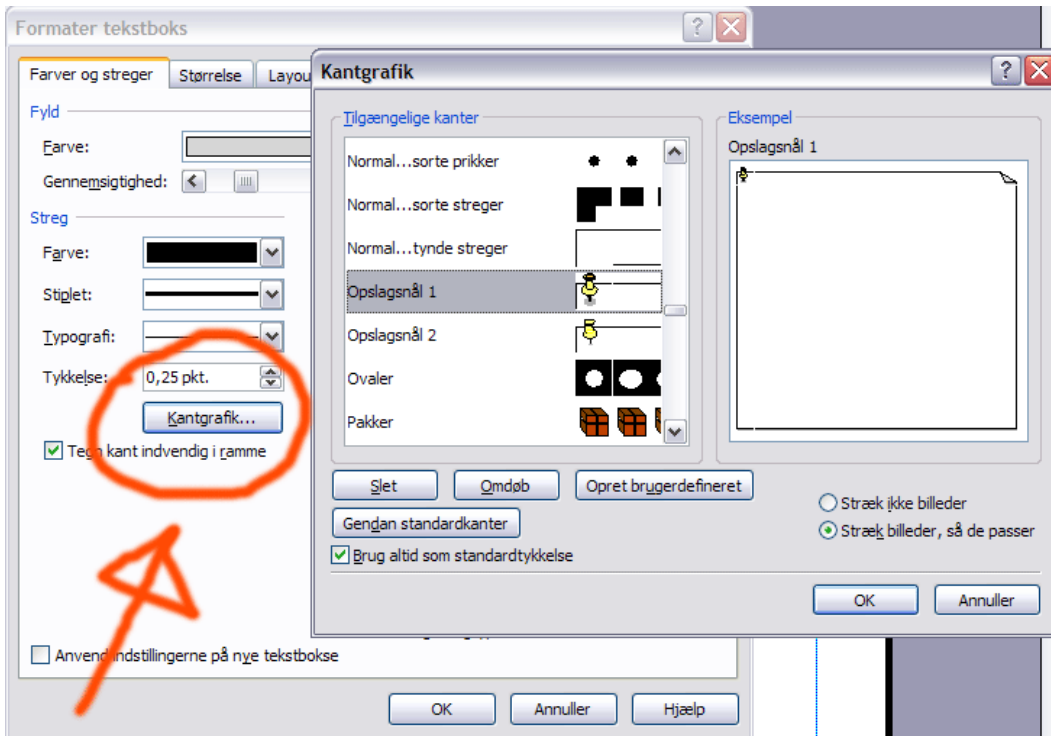 Formater tekstboks
Farver og streger
Størrelse
Layou
Fyld
Farve:
Gennemsigtighed:
Streg
Farve:
Stiplet:
Typografi:
Tykkelse:
0,25 pkt.
Kantgrafik...
Tegn kant indvendig i ramme
Anvend indstillingerne på nye tekstbokse
OK
Annuller
Hjælp
Kantgrafik
Tilgængelige kanter
Normal...sorte prikker
Normal...sorte streger
Normal...tynde streger
Opslagsnål 1
Opslagsnål 2
Ovaler
Pakker
Slet
Omdøb
Opret brugerdefineret
Gendan standardkanter
Brug altid som standardtykkelse
Eksempel
Opslagsnål 1
Stræk ikke billeder
Stræk billeder, så de passer
OK
Annuller